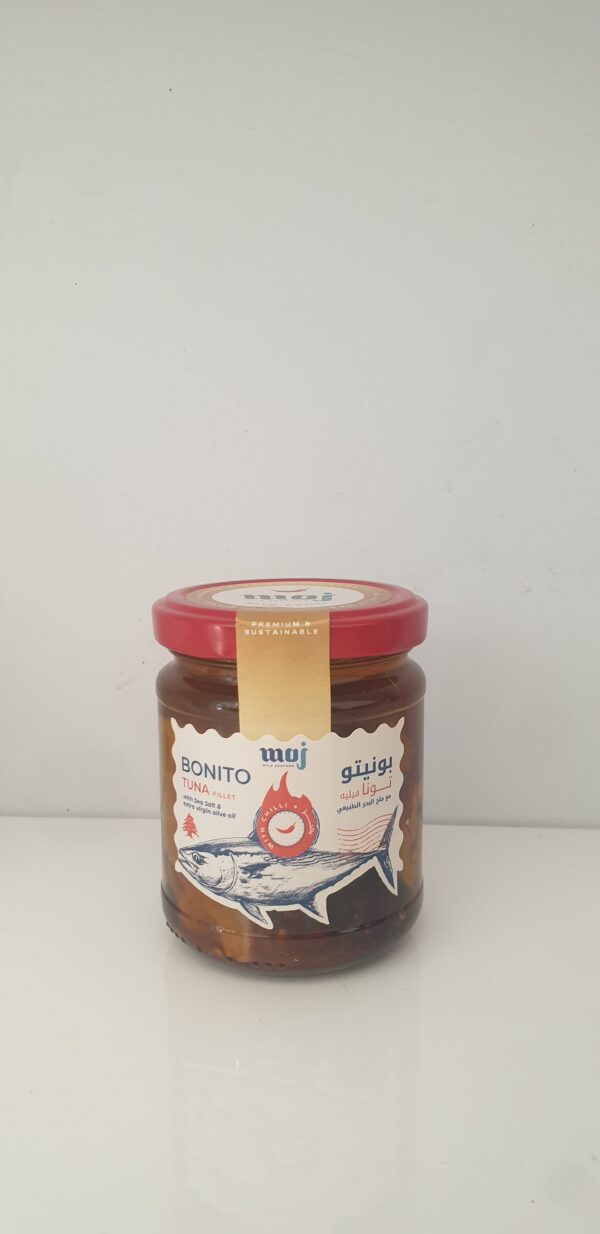 moj
PREMIUM &
SUSTAINABLE
moj
WILD SEAFOOD
BONITO
TUNA FILLET
with Sea Salt &
extra virgin olive oil
بونيتو
تونا فيليه
مع ملح البحر الطبيعي
WITH CHILLI